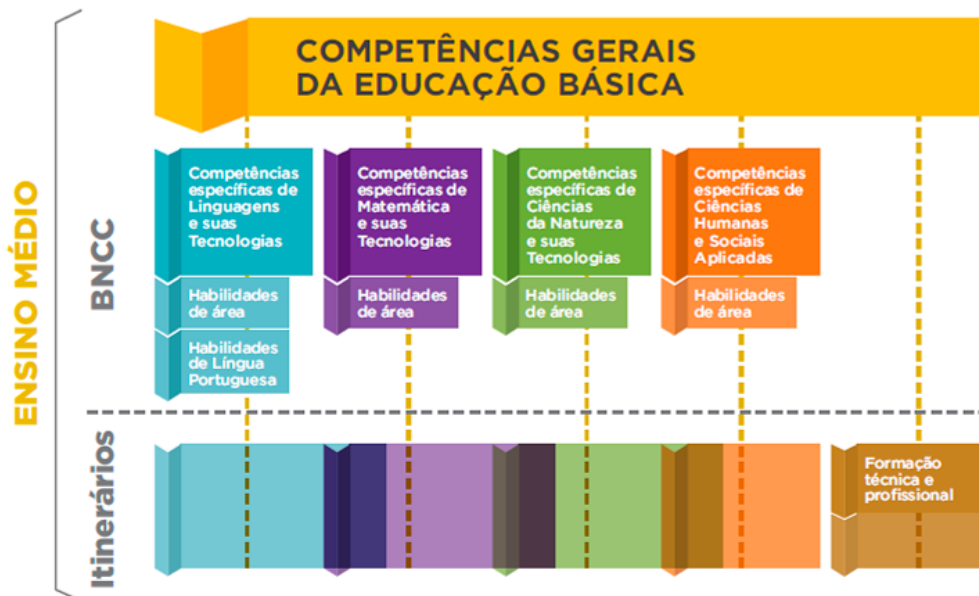 COMPETÊNCIAS GERAIS
DA EDUCAÇÃO BÁSICA
ENSINO MÉDIO
BNCC
Competências
específicas de
Linguagens
e suas
Tecnologias
Habilidades
de área
Habilidades
de Língua
Portuguesa
Competências
específicas de
Matemática
e suas
Tecnologias
Habilidades
de área
Competências
específicas de
Ciências
da Natureza
e suas
Tecnologias
Habilidades
de área
Competências
específicas de
Ciências
Humanas
e Sociais
Aplicadas
Habilidades
de área
Itinerários
Formação
técnica e
profissional